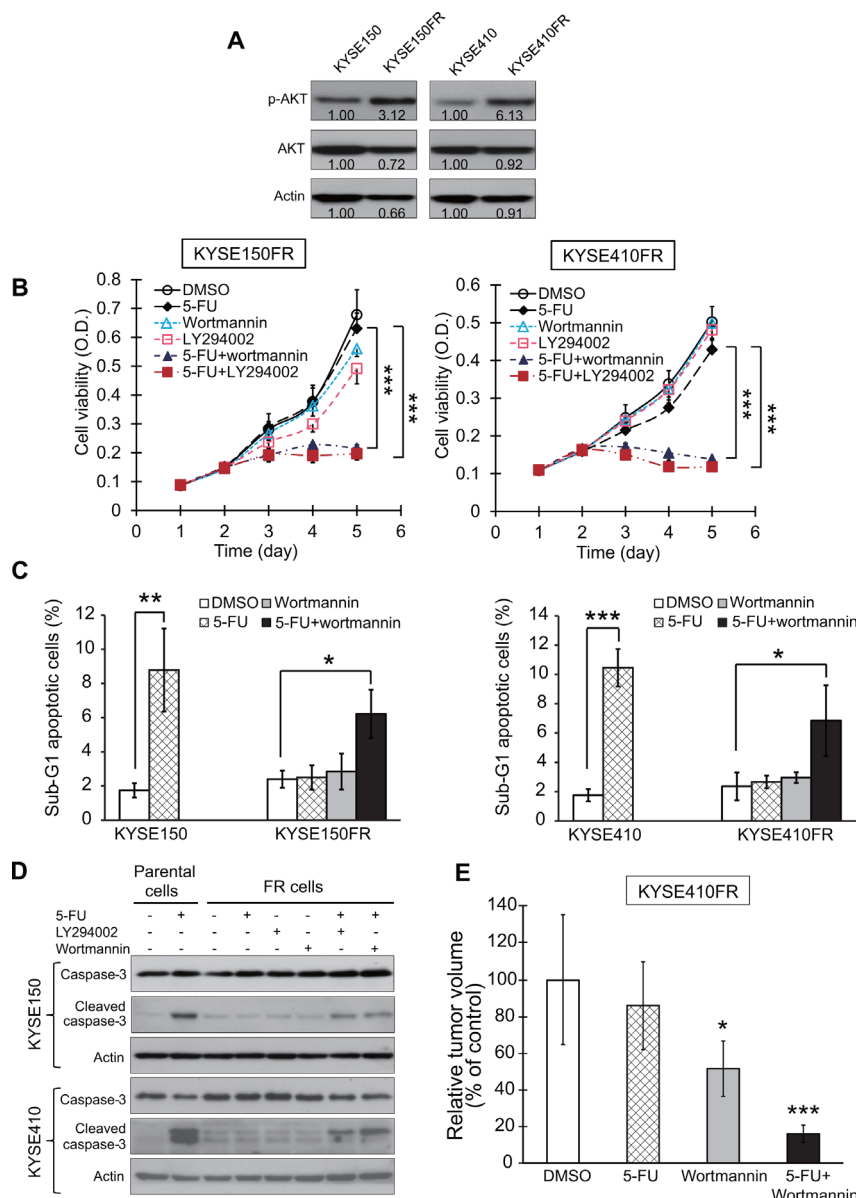 A
KYSE150
KYSE150FR
KYSE410
KYSE410FR
p-AKT
1.00 3.12 1.00 6.13
AKT
1.00 0.72 1.00 0.92
Actin
1.00 0.66 1.00 0.91
B
KYSE150FR
Cell viability (O.D.)
0.8
0.7
0.6
0.5
0.4
0.3
0.2
0.1
0
DMSO
5-FU
Wortmannin
LY294002
5-FU+wortmannin
5-FU+LY294002
***
***
0 1 2 3 4 5 6
Time (day)
KYSE410FR
Cell viability (O.D.)
0.6
0.5
0.4
0.3
0.2
0.1
0
DMSO
5-FU
Wortmannin
LY294002
5-FU+wortmannin
5-FU+LY294002
***
***
0 1 2 3 4 5 6
Time (day)
C
Sub-G1 apoptotic cells (%)
12
10
8
6
4
2
0
DMSO Wortmannin
5-FU 5-FU+wortmannin
**
*
KYSE150 KYSE150FR
Sub-G1 apoptotic cells (%)
14
12
10
8
6
4
2
0
DMSO Wortmannin
5-FU 5-FU+wortmannin
***
*
KYSE410 KYSE410FR
D
Parental
cells
FR cells
5-FU - + - + - - + +
LY294002 - - - - + - + -
Wortmannin - - - - - + - +
KYSE150
Caspase-3
Cleaved
caspase-3
Actin
KYSE410
Caspase-3
Cleaved
caspase-3
Actin
E
KYSE410FR
Relative tumor volume
(% of control)
140
120
100
80
60
40
20
0
*
***
DMSO 5-FU Wortmannin 5-FU+
Wortmannin